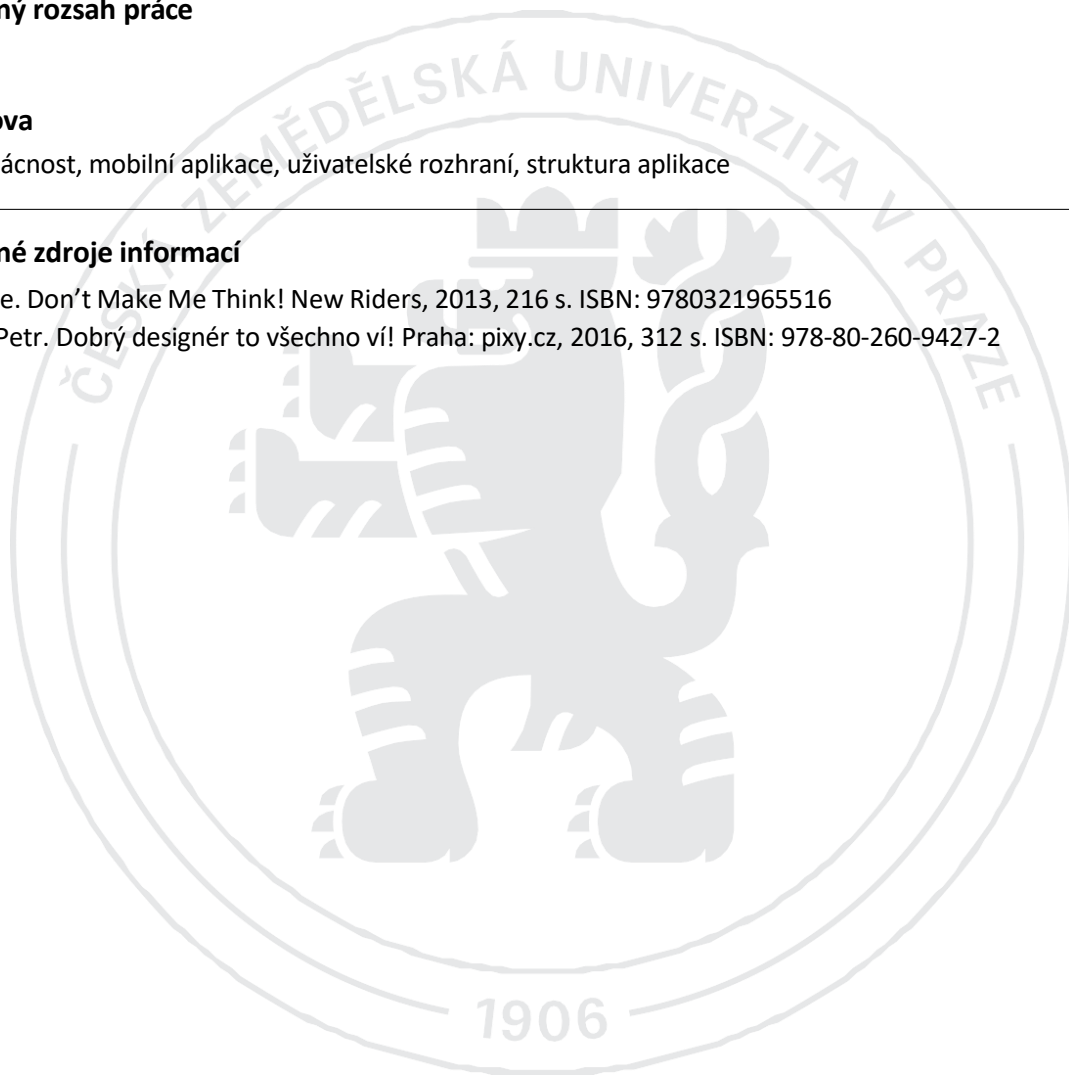 ný rozsah práce
ova
ácnost, mobilní aplikace, uživatelské rozhraní, struktura aplikace
né zdroje informací
e. Don’t Make Me Think! New Riders, 2013, 216 s. ISBN: 9780321965516
Petr. Dobrý designér to všechno ví! Praha: pixy.cz, 2016, 312 s. ISBN: 978-80-260-9427-2
ČESKÁ ZEMĚDĚLSKÁ UNIVERZITA V PRAZE
1906